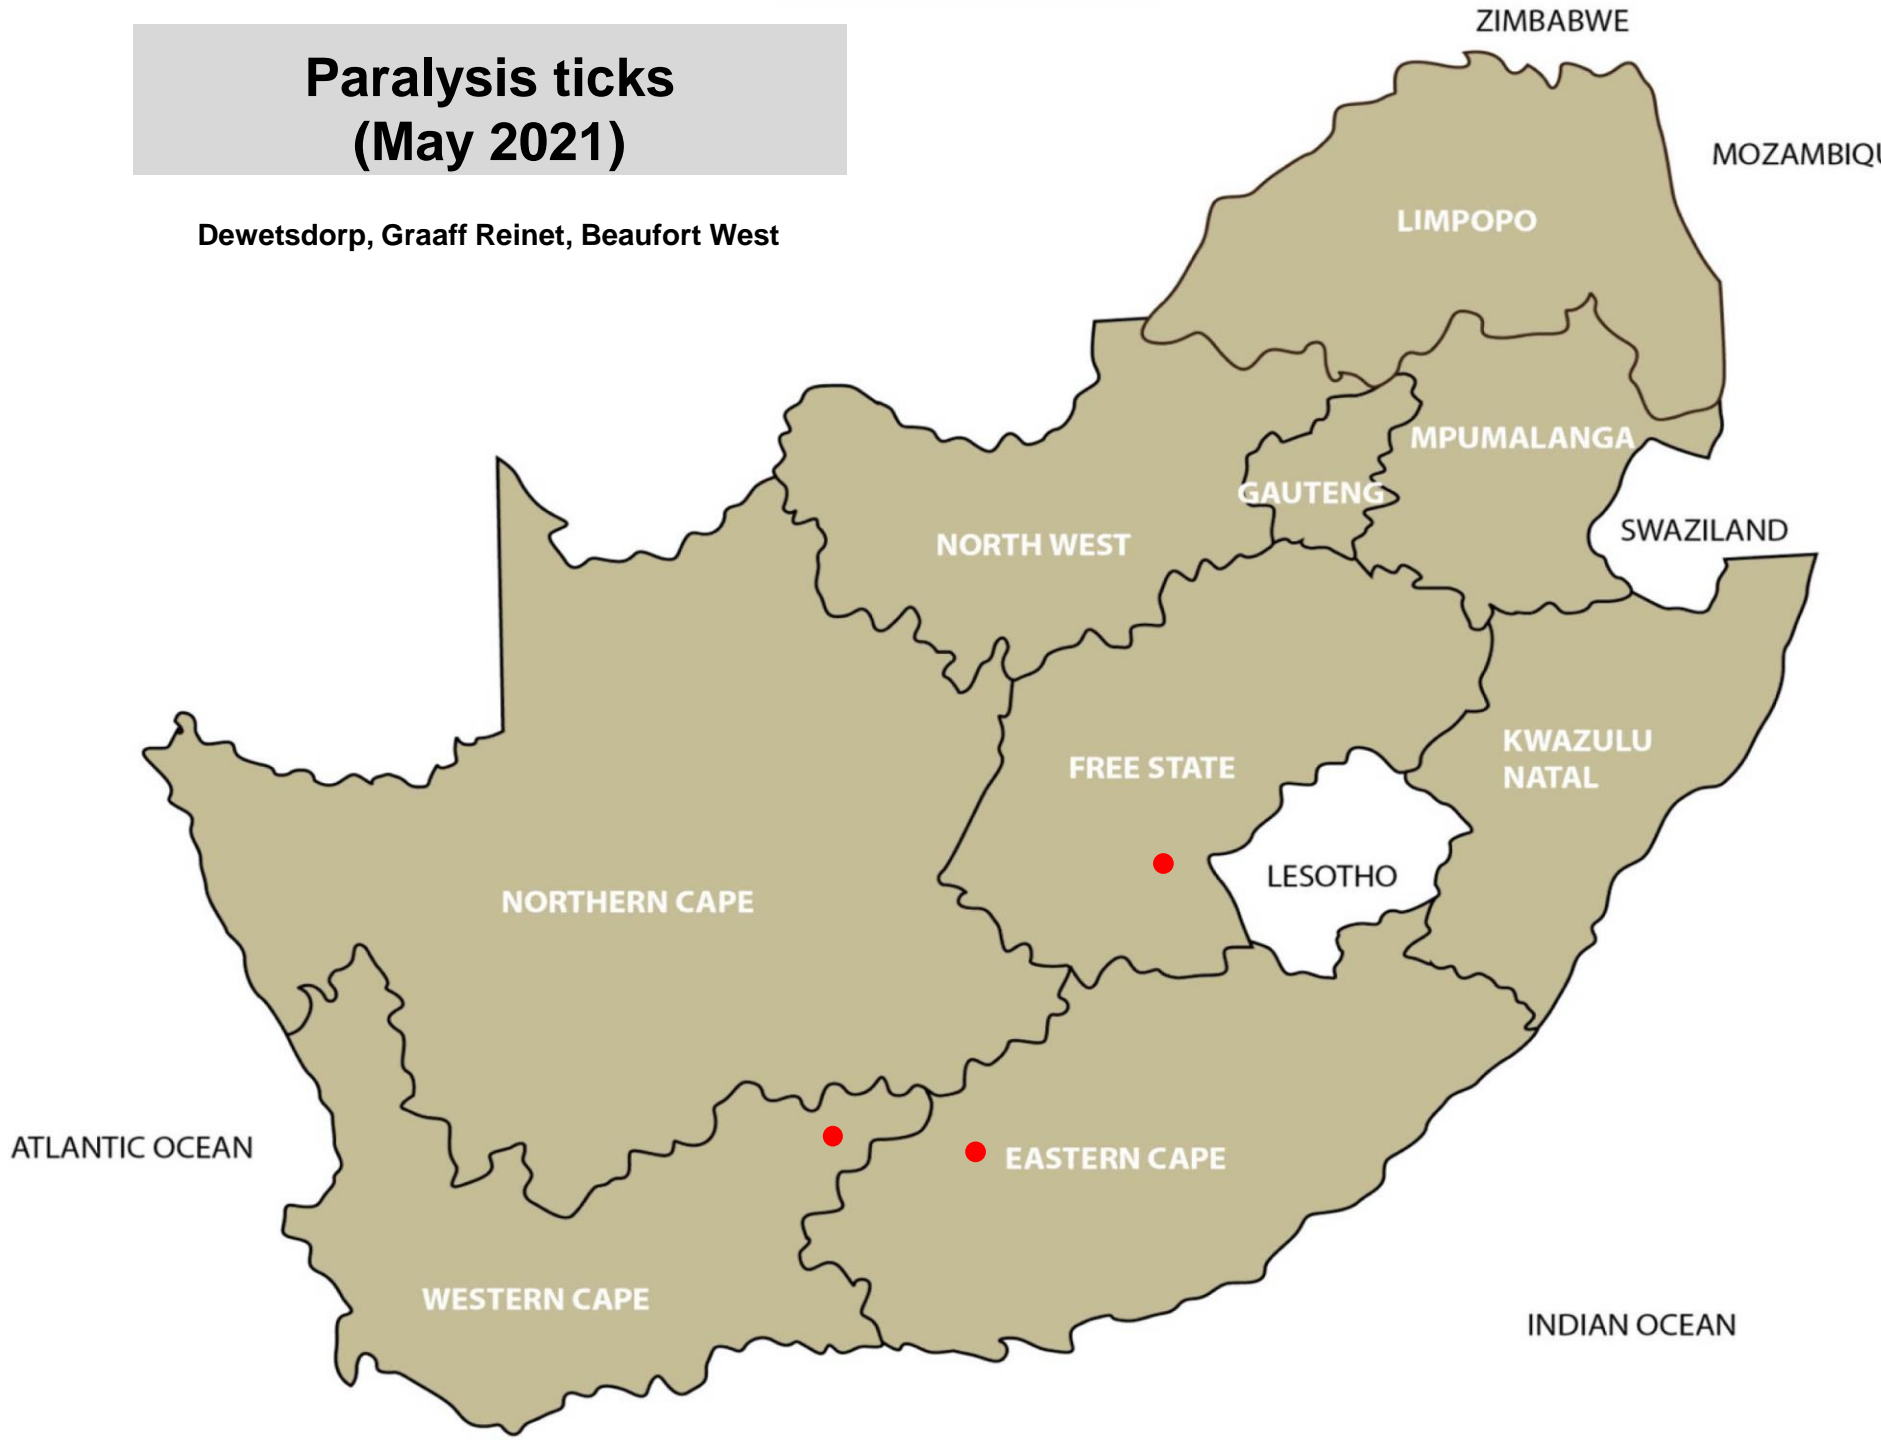 Paralysis ticks
(May 2021)
Dewetsdorp, Graaff Reinet, Beaufort West
ZIMBABWE
MOZAMBIQU
LIMPOPO
MPUMALANGA
GAUTENG
SWAZILAND
NORTH WEST
KWAZULU
NATAL
FREE STATE
LESOTHO
NORTHERN CAPE
ATLANTIC OCEAN
EASTERN CAPE
WESTERN CAPE
INDIAN OCEAN